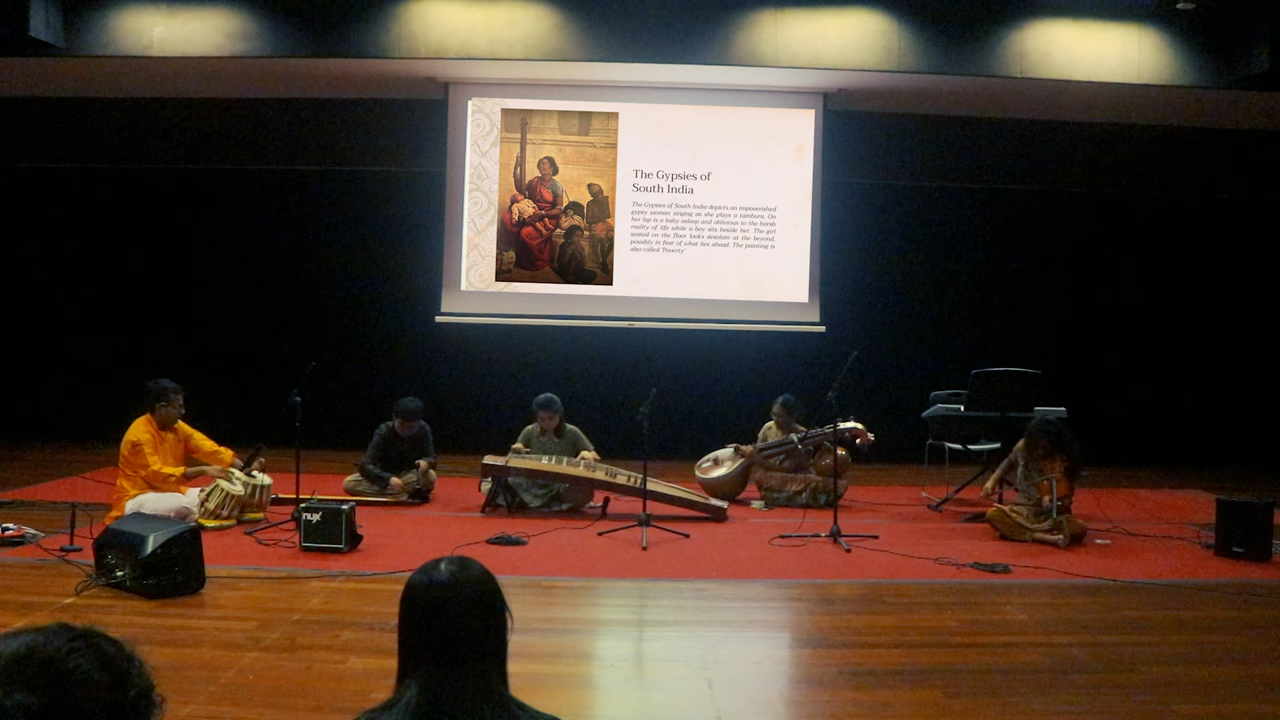 The Gypsies of
South India
The Gypsies of South India depicts an impoverished
gypsy woman singing as she plays a tambura. On
her lap is a baby asleep and oblivious to the harsh
reality of life while a boy sits beside her. The girl
seated on the floor looks desolate at the beyond,
possibly in fear of what lies ahead. The painting is
also called 'Poverty'
nyx